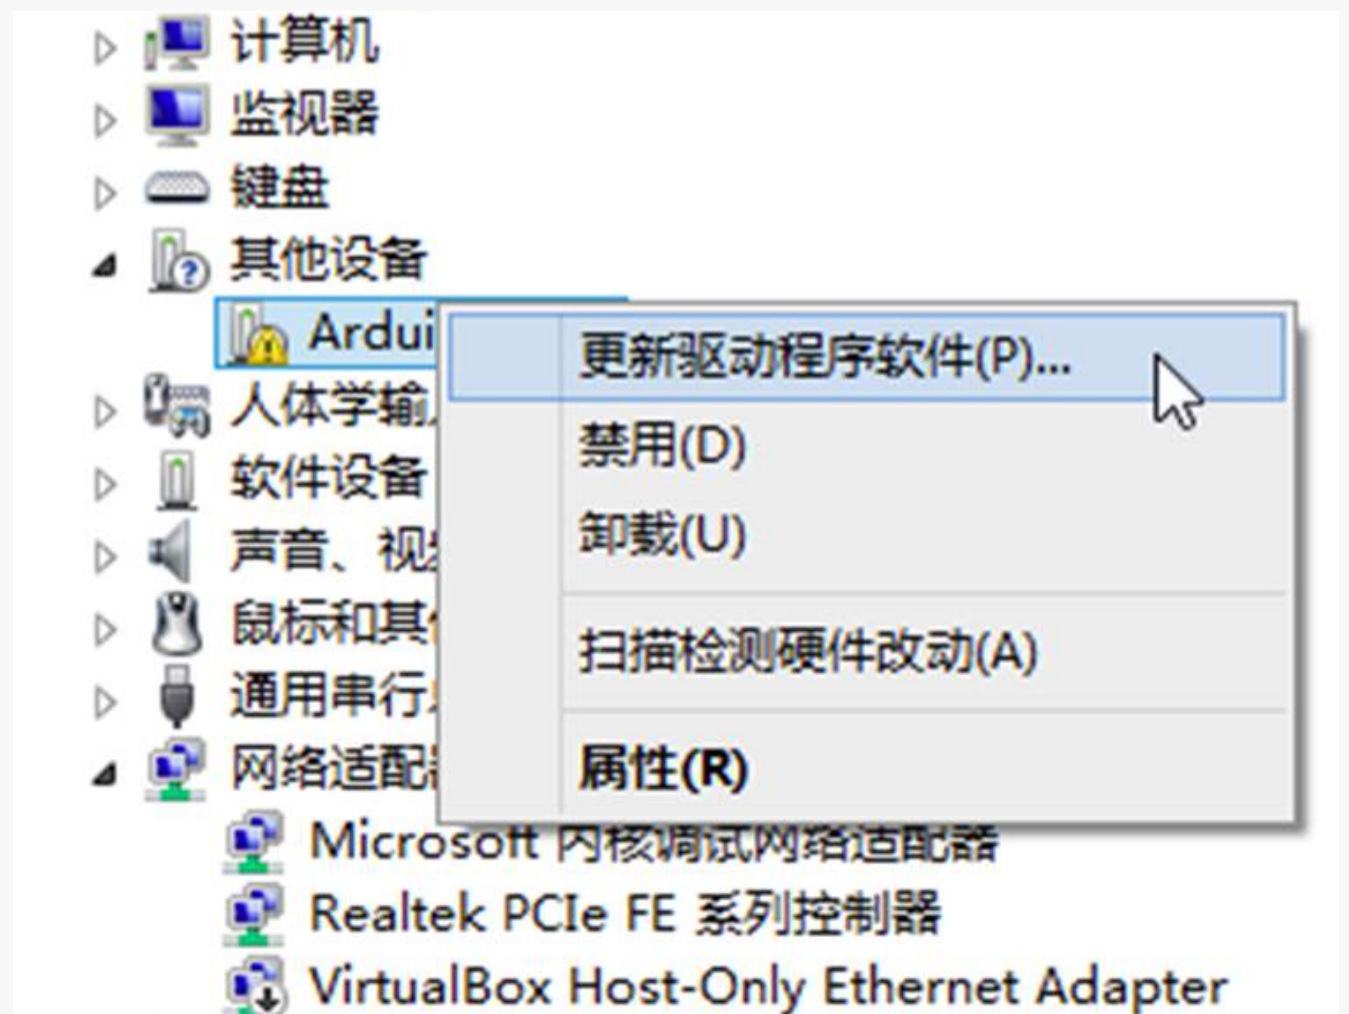 计算机
监视器
键盘
其他设备
Ardui
更新驱动程序软件(P)...
禁用(D)
卸载(U)
扫描检测硬件改动(A)
属性(R)
人体学输
软件设备
声音、视
鼠标和其
通用串行
网络适配
Microsoft 内核调试网络适配器
Realtek PCIe FE 系列控制器
VirtualBox Host-Only Ethernet Adapter